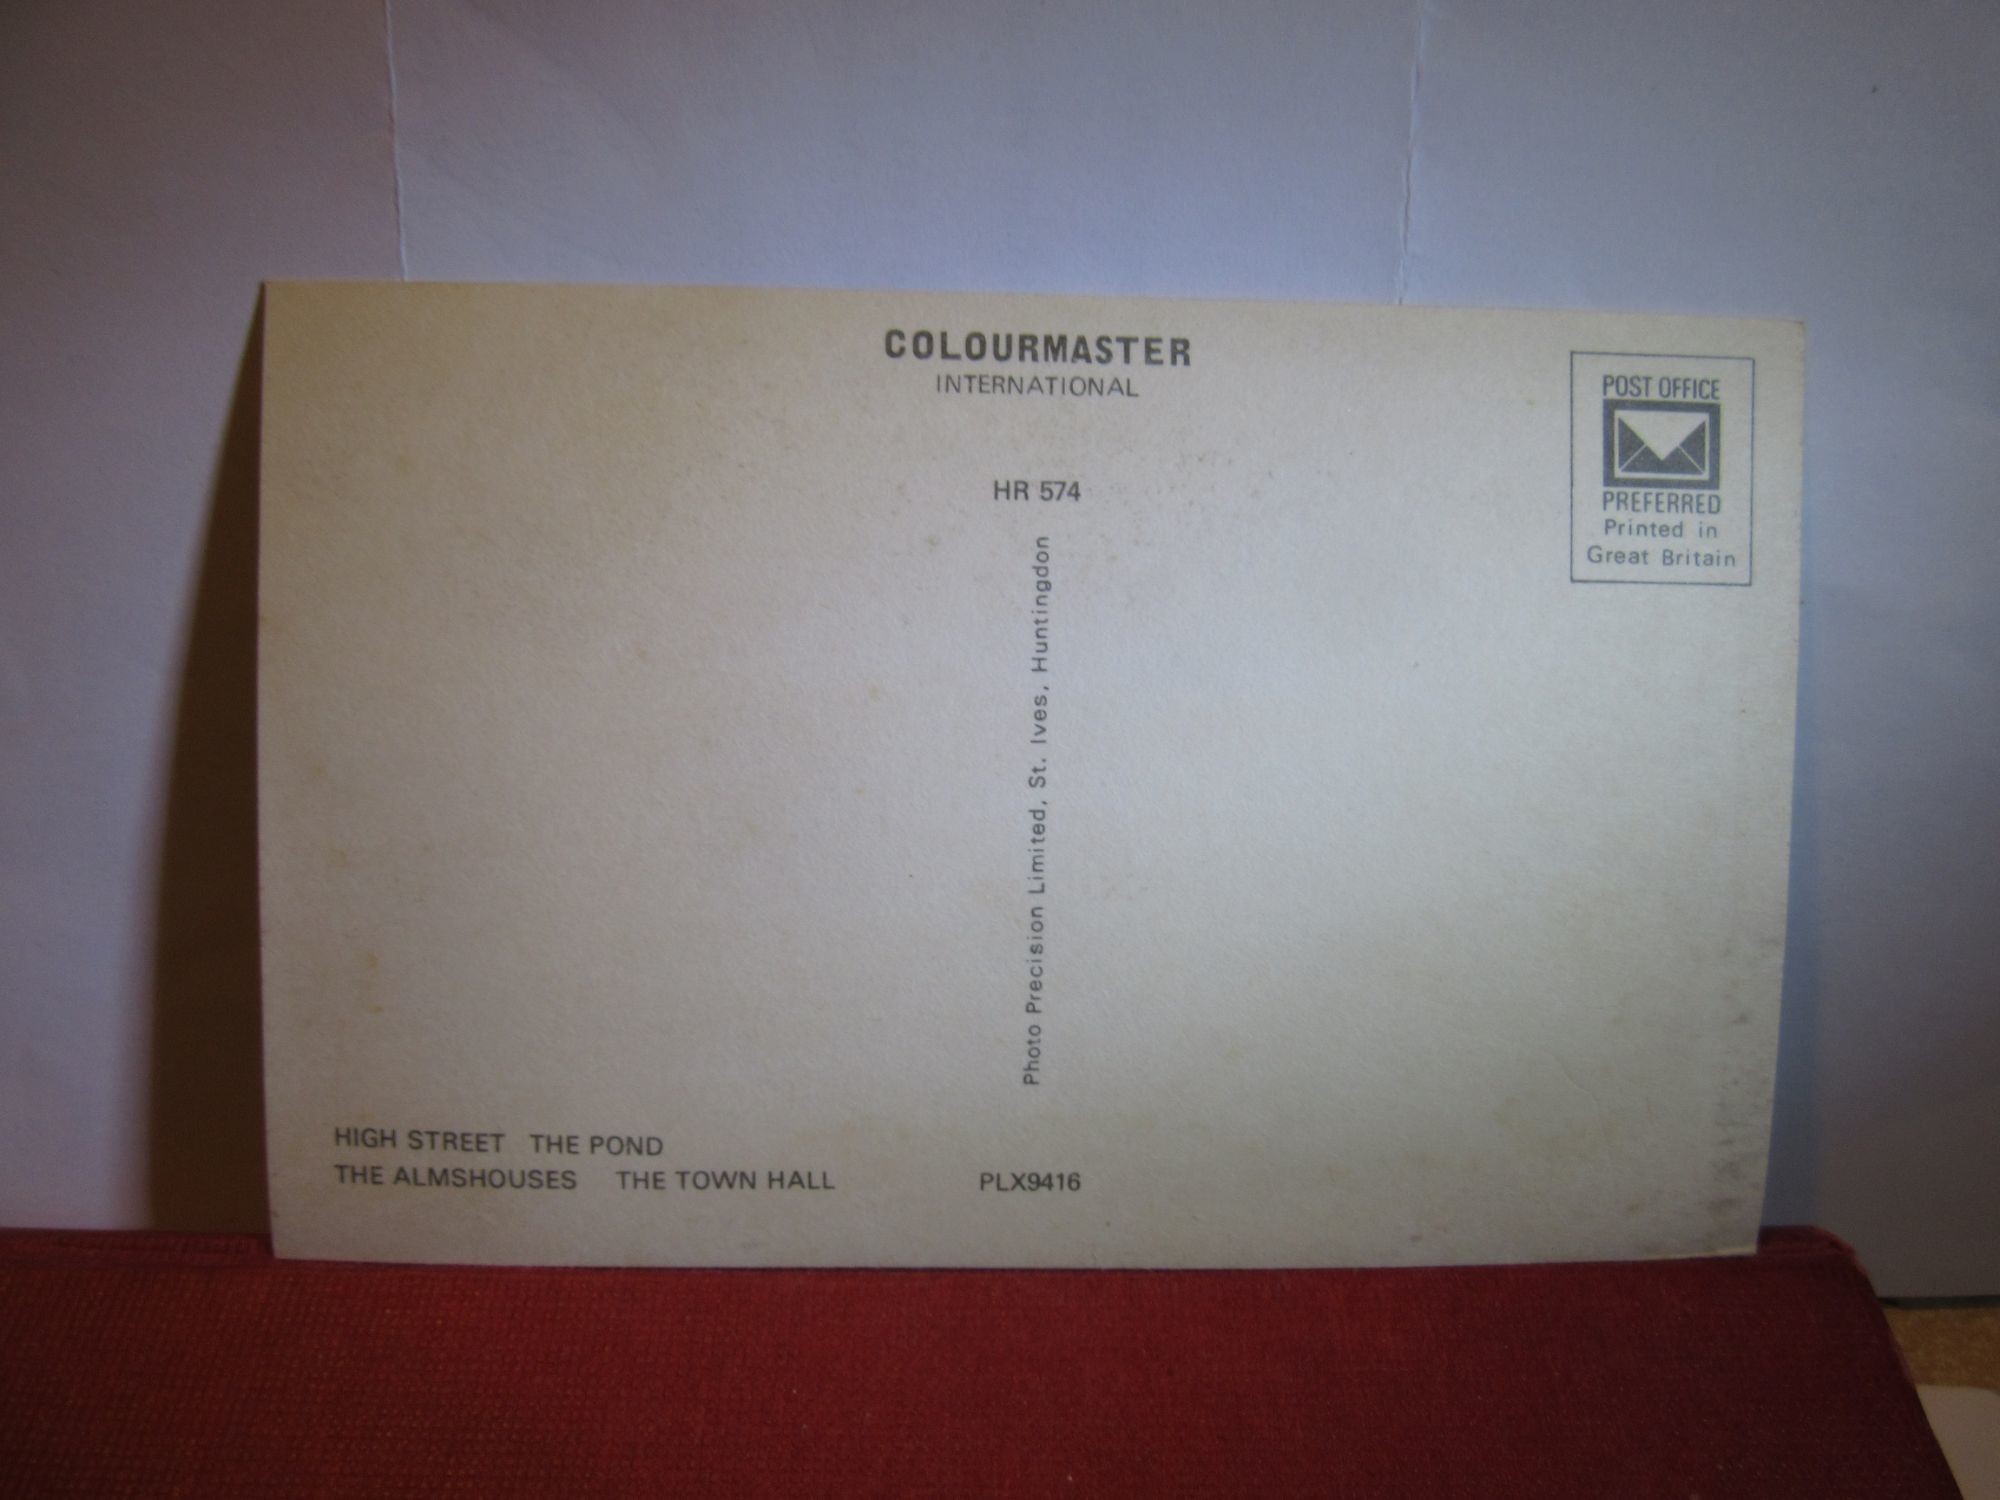 COLOURMASTER
INTERNATIONAL
POST OFFICE
PREFERRED
Printed in
Great Britain
HR 574
Photo Precision Limited, St. Ives, Huntingdon
HIGH STREET THE POND
THE ALMSHOUSES THE TOWN HALL
PLX9416